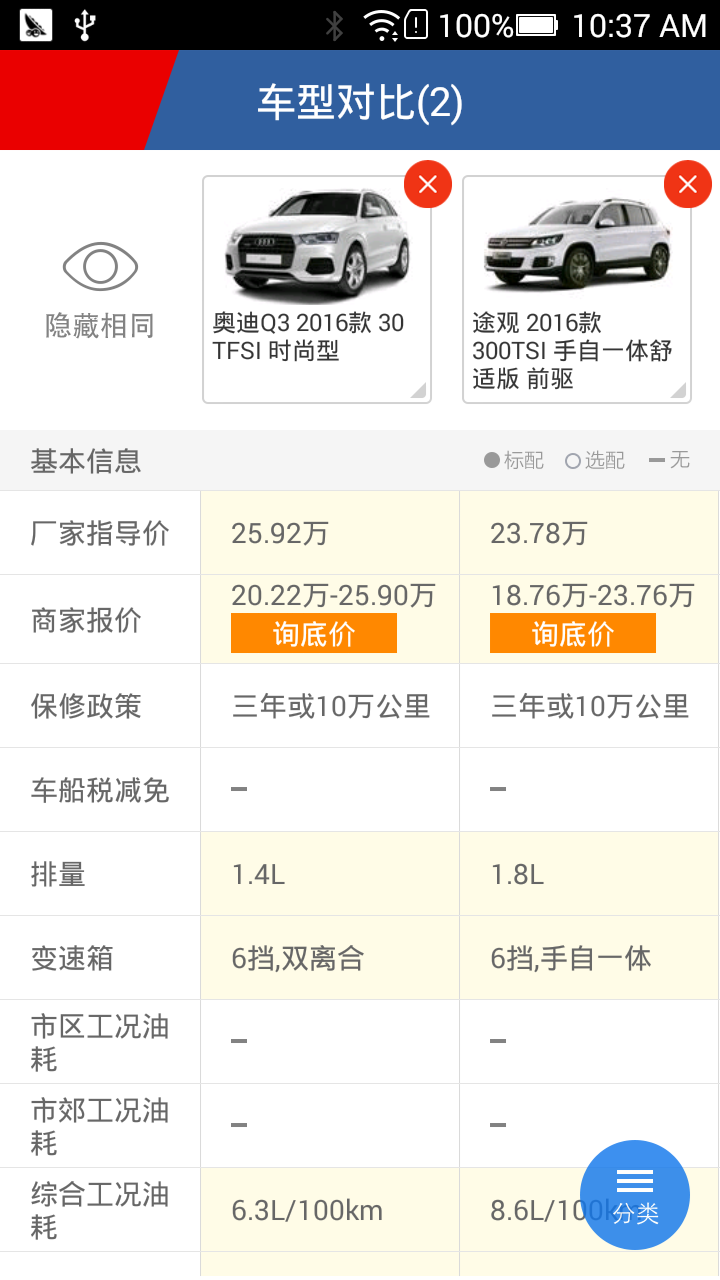 100% 10:37 AM
车型对比(2)
隐藏相同
奥迪Q3 2016款 30
TFSI 时尚型
途观 2016款
300TSI 手自一体舒
适版 前驱
基本信息
标配 选配 无
厂家指导价 25.92万 23.78万
商家报价 20.22万-25.90万 18.76万-23.76万
询底价 询底价
保修政策 三年或10万公里 三年或10万公里
车船税减免 - -
排量 1.4L 1.8L
变速箱 6挡,双离合 6挡,手自一体
市区工况油
耗 - -
市郊工况油
耗 - -
综合工况油
耗 6.3L/100km 8.6L/100k
分类